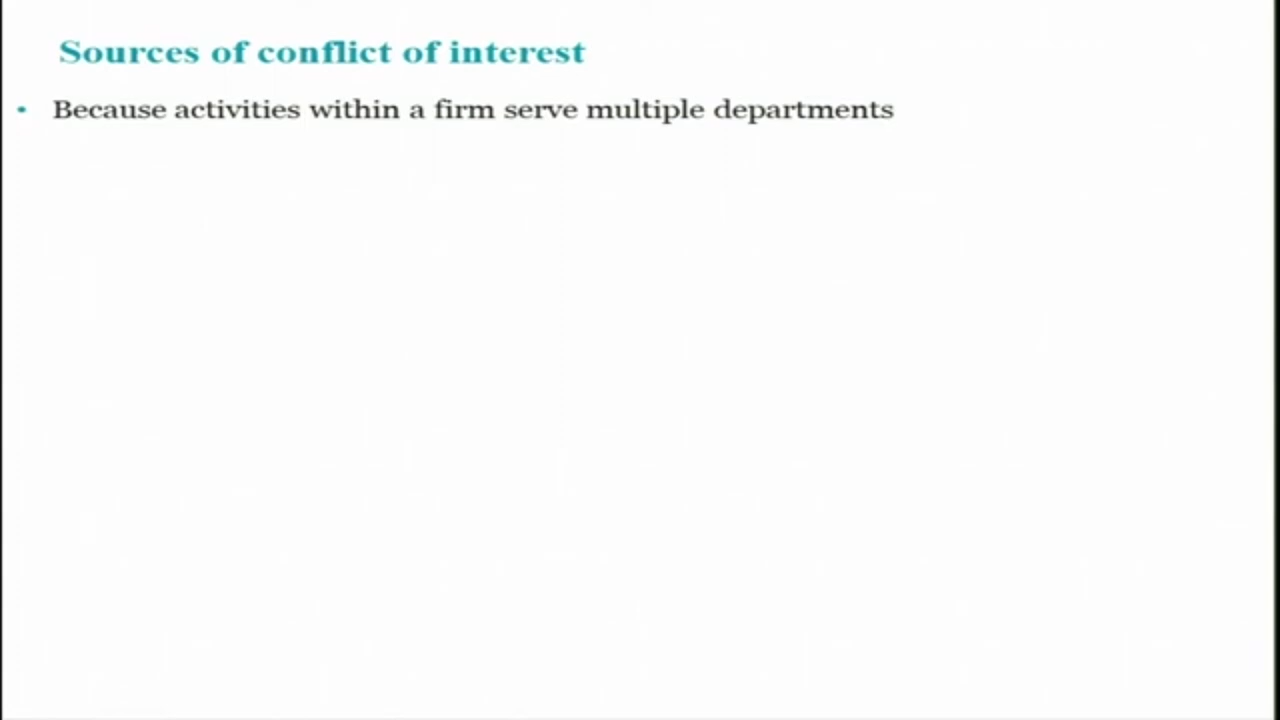 Sources of conflict of interest
• Because activities within a firm serve multiple departments